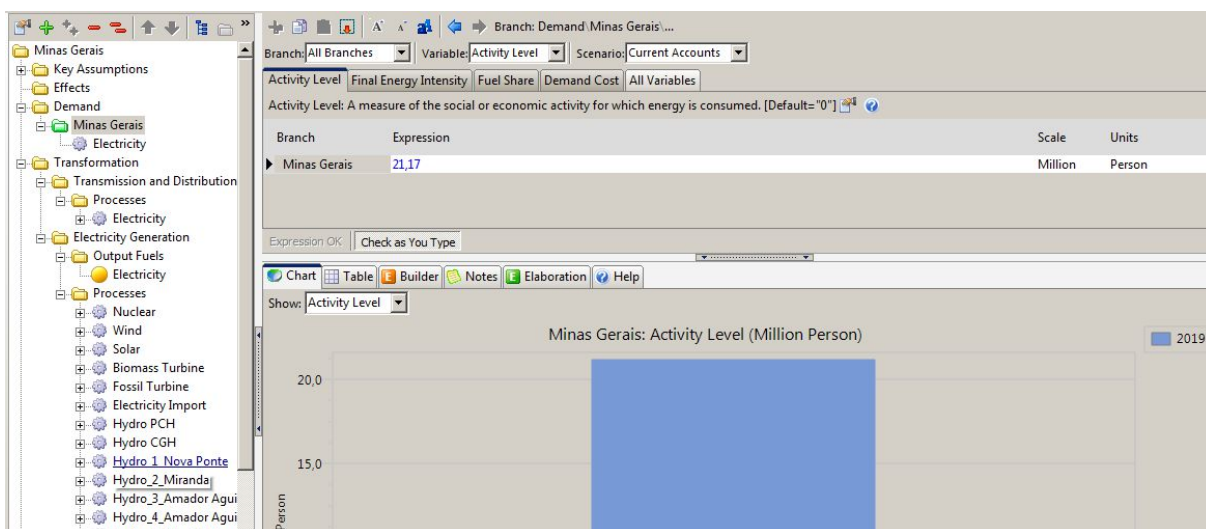 Minas Gerais
Key Assumptions
Effects
Demand
Minas Gerais
Electricity
Transformation
Transmission and Distribution
Processes
Electricity
Electricity Generation
Output Fuels
Electricity
Processes
Nuclear
Wind
Solar
Biomass Turbine
Fossil Turbine
Electricity Import
Hydro PCH
Hydro CGH
Hydro_1_Nova Ponte
Hydro_2_Miranda
Hydro_3_Amador Agui
Hydro_4_Amador Agui
Branch: Demand\Minas Gerais\...
Branch: All Branches Variable: Activity Level Scenario: Current Accounts
Activity Level Final Energy Intensity Fuel Share Demand Cost All Variables
Activity Level: A measure of the social or economic activity for which energy is consumed. [Default="0"]
Branch Expression Scale Units
Minas Gerais 21,17 Million Person
Expression OK Check as You Type
Chart Table Builder Notes Elaboration Help
Show: Activity Level
Minas Gerais: Activity Level (Million Person)
2019
20,0
15,0
Person